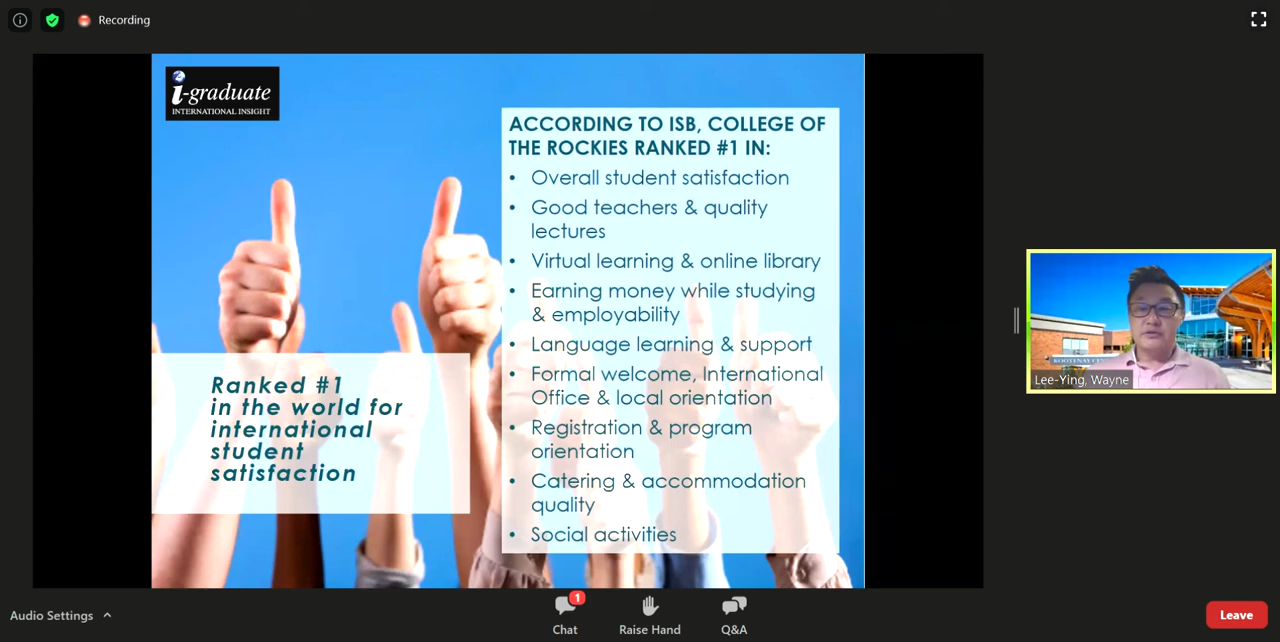 Recording
i-graduate
INTERNATIONAL INSIGHT
ACCORDING TO ISB, COLLEGE OF
THE ROCKIES RANKED #1 IN:
• Overall student satisfaction
• Good teachers & quality
lectures
• Virtual learning & online library
• Earning money while studying
& employability
• Language learning & support
• Formal welcome, International
Office & local orientation
• Registration & program
orientation
• Catering & accommodation
quality
• Social activities
Ranked #1
in the world for
international
student
satisfaction
KOOTENAY
Lee-Ying, Wayne
Audio Settings
1
Chat
Raise Hand
Q&A
Leave